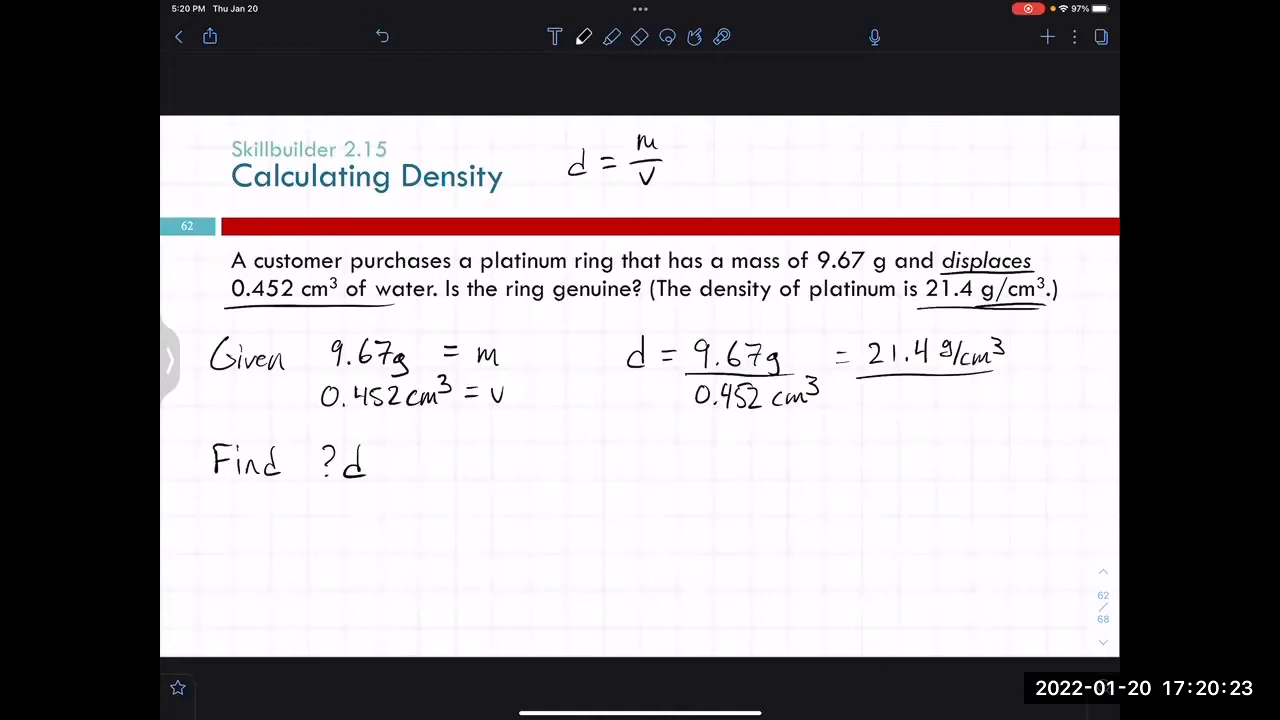 5:20 PM Thu Jan 20
97%
Skillbuilder 2.15
Calculating Density
d = m/v
62
A customer purchases a platinum ring that has a mass of 9.67 g and displaces
0.452 cm³ of water. Is the ring genuine? (The density of platinum is 21.4 g/cm³.)
Given 9.67g = m
0.452 cm³ = v
d = 9.67g / 0.452 cm³ = 21.4 g/cm³
Find ? d
62
/
68
2022-01-20 17:20:23